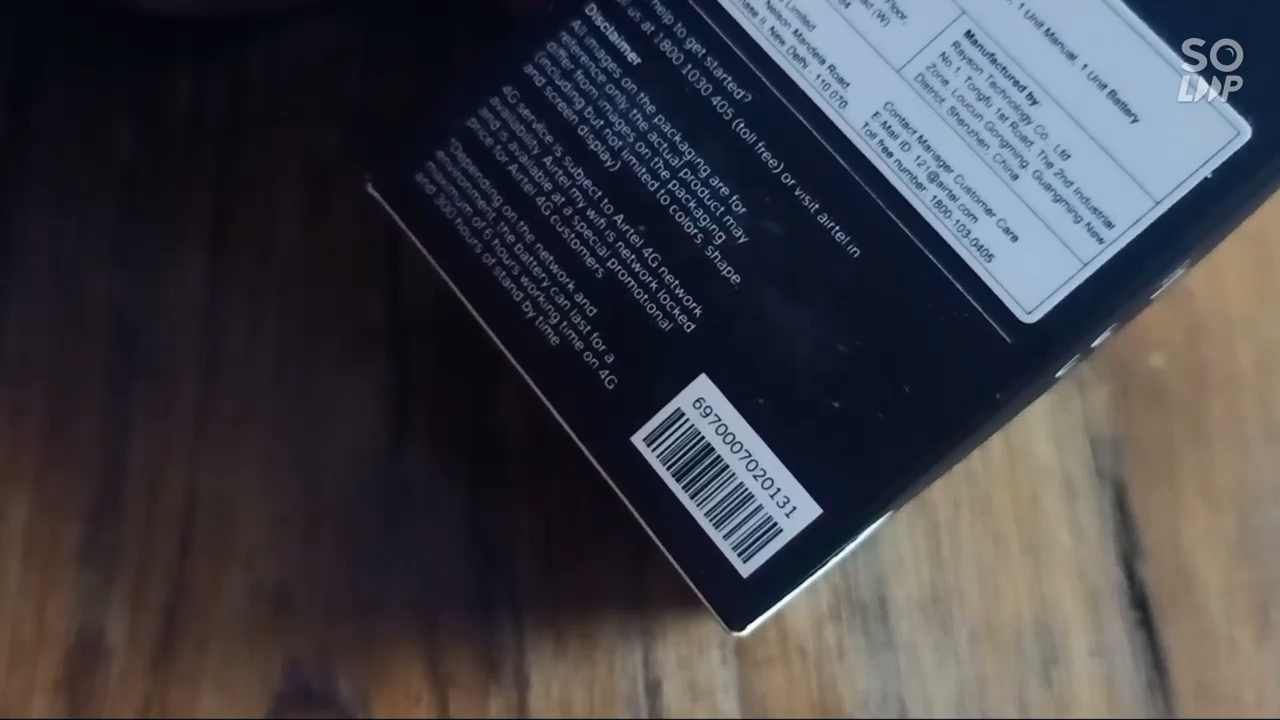 SO
LMP
1 Unit Manual, 1 Unit Battery
Manufactured by:
Rayson Technology Co., Ltd
No 1, Tongfu 1st Road, The 2nd Industrial
Zone, Loucun Gongming, Guangming New
District, Shenzhen, China
Floor
(W)
Limited
Nelson Mandela Road,
II, New Delhi - 110 070.
Contact Manager Customer Care
E-Mail ID: 121@airtel.com
Toll free number: 1800-103-0405
help to get started?
us at 1800 1030 405 (toll free) or visit airtel.in
Disclaimer
All images on the packaging are for
reference only, the actual product may
differ from images on the packaging
(including but not limited to colors, shape,
and screen display)
4G service is subject to Airtel 4G network
availability. Airtel my wifi is network locked
and is available at a special promotional
price for Airtel 4G customers
*Depending on the network and
environment the battery can last for a
of 6 hours working time on 4G
and 300 hours of stand by time
6970007020131